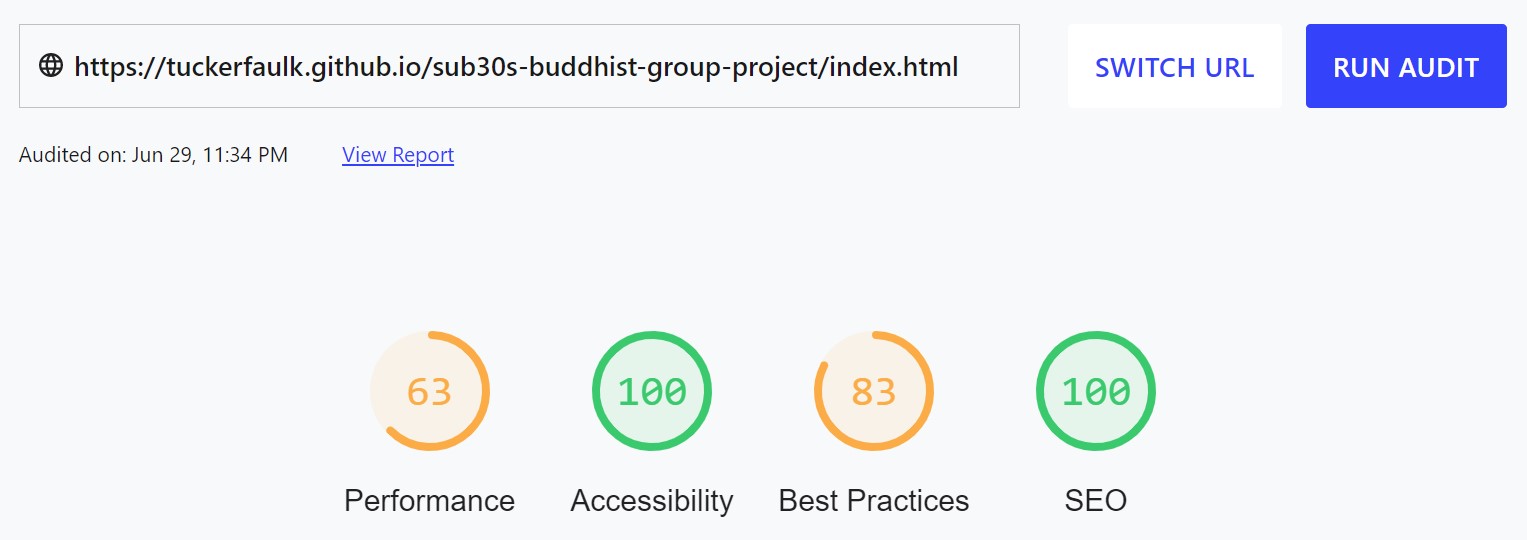 https://tuckerfaulk.github.io/sub30s-buddhist-group-project/index.html
SWITCH URL
RUN AUDIT
Audited on: Jun 29, 11:34 PM
View Report
63
100
83
100
Performance
Accessibility
Best Practices
SEO